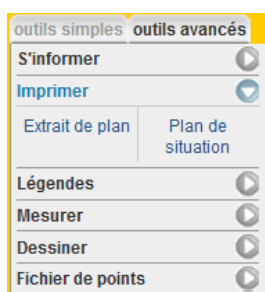 outils simples outils avancés
S'informer
Imprimer
Extrait de plan Plan de
situation
Légendes
Mesurer
Dessiner
Fichier de points